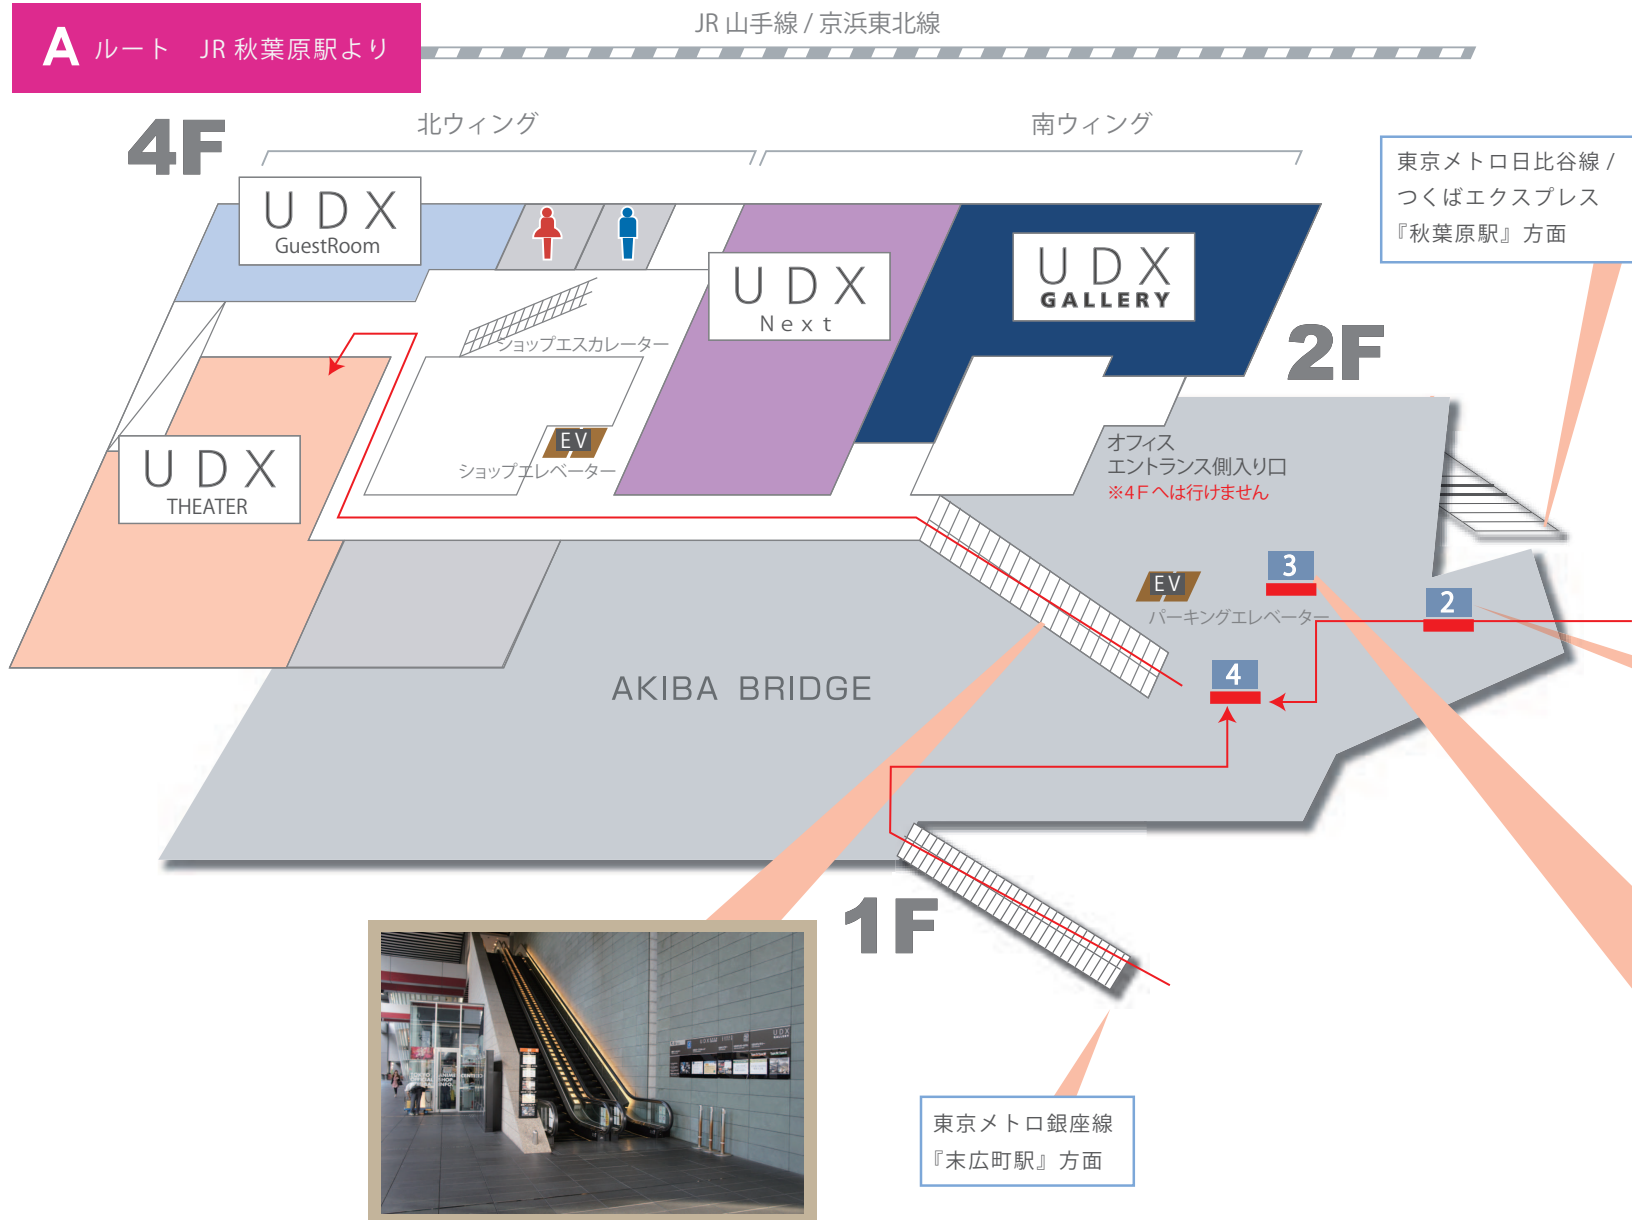 A ルート　JR 秋葉原駅より
JR 山手線 / 京浜東北線
4F
北ウィング
南ウィング
東京メトロ日比谷線 /
つくばエクスプレス
『秋葉原駅』方面
UDX
GuestRoom
UDX
Next
UDX
GALLERY
ショップエスカレーター
2F
EV
ショップエレベーター
オフィス
エントランス側入り口
※4Fへは行けません
UDX
THEATER
3
EV
パーキングエレベーター
2
4
AKIBA BRIDGE
1F
UDX
東京メトロ銀座線
『末広町駅』方面